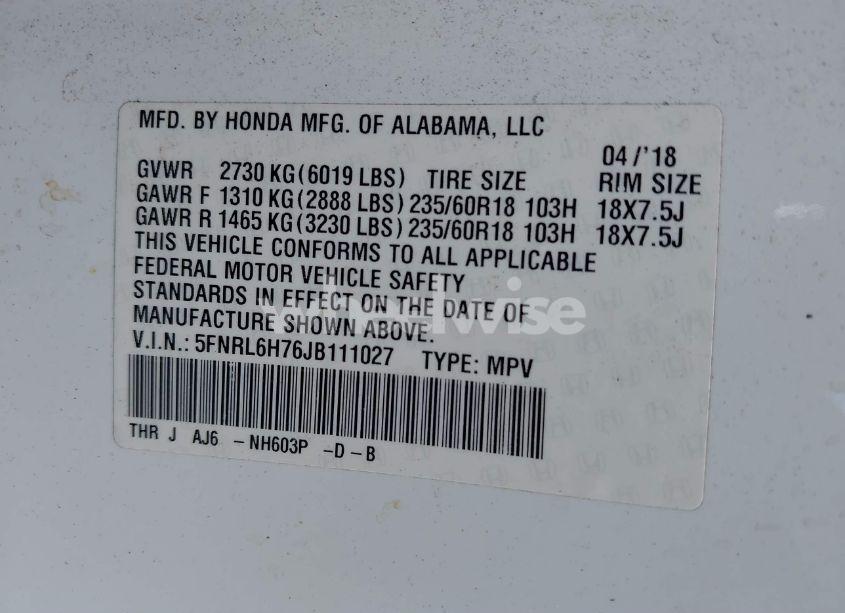 MFD. BY HONDA MFG. OF ALABAMA, LLC
04/'18
GVWR 2730 KG(6019 LBS) TIRE SIZE RIM SIZE
GAWR F 1310 KG(2888 LBS) 235/60R18 103H 18X7.5J
GAWR R 1465 KG(3230 LBS) 235/60R18 103H 18X7.5J
THIS VEHICLE CONFORMS TO ALL APPLICABLE
FEDERAL MOTOR VEHICLE SAFETY
STANDARDS IN EFFECT ON THE DATE OF
MANUFACTURE SHOWN ABOVE.
wheelwise
V.I.N.: 5FNRL6H76JB111027 TYPE: MPV
THR J AJ6 -NH603P -D-B